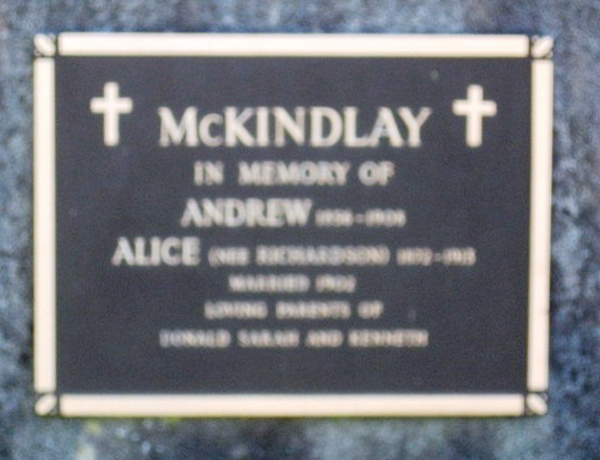 McKINDLAY
IN MEMORY OF
ANDREW
ALICE (NEE RICHARDSON)
MARRIED
LOVING PARENTS OF
DONALD SARAH AND KENNETH